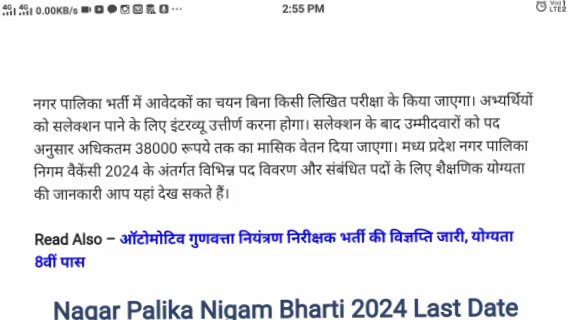 4G 4G 0.00KB/s 2:55 PM VoI 1 LTE2
नगर पालिका भर्ती में आवेदकों का चयन बिना किसी लिखित परीक्षा के किया जाएगा। अभ्यर्थियों
को सलेक्शन पाने के लिए इंटरव्यू उत्तीर्ण करना होगा। सलेक्शन के बाद उम्मीदवारों को पद
अनुसार अधिकतम 38000 रूपये तक का मासिक वेतन दिया जाएगा। मध्य प्रदेश नगर पालिका
निगम वैकेंसी 2024 के अंतर्गत विभिन्न पद विवरण और संबंधित पदों के लिए शैक्षणिक योग्यता
की जानकारी आप यहां देख सकते हैं।
Read Also – ऑटोमोटिव गुणवत्ता नियंत्रण निरीक्षक भर्ती की विज्ञप्ति जारी, योग्यता
8वीं पास
Nagar Palika Nigam Bharti 2024 Last Date